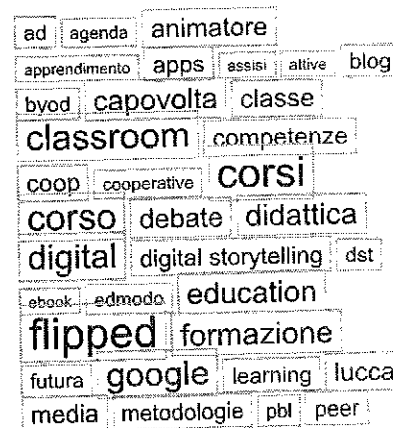 ad agenda animatore
apprendimento apps assisi attive blog
byod capovolta classe
classroom competenze
coop cooperative corsi
corso debate didattica
digital digital storytelling dst
ebook edmodo education
flipped formazione
futura google learning lucca
media metodologie pbl peer